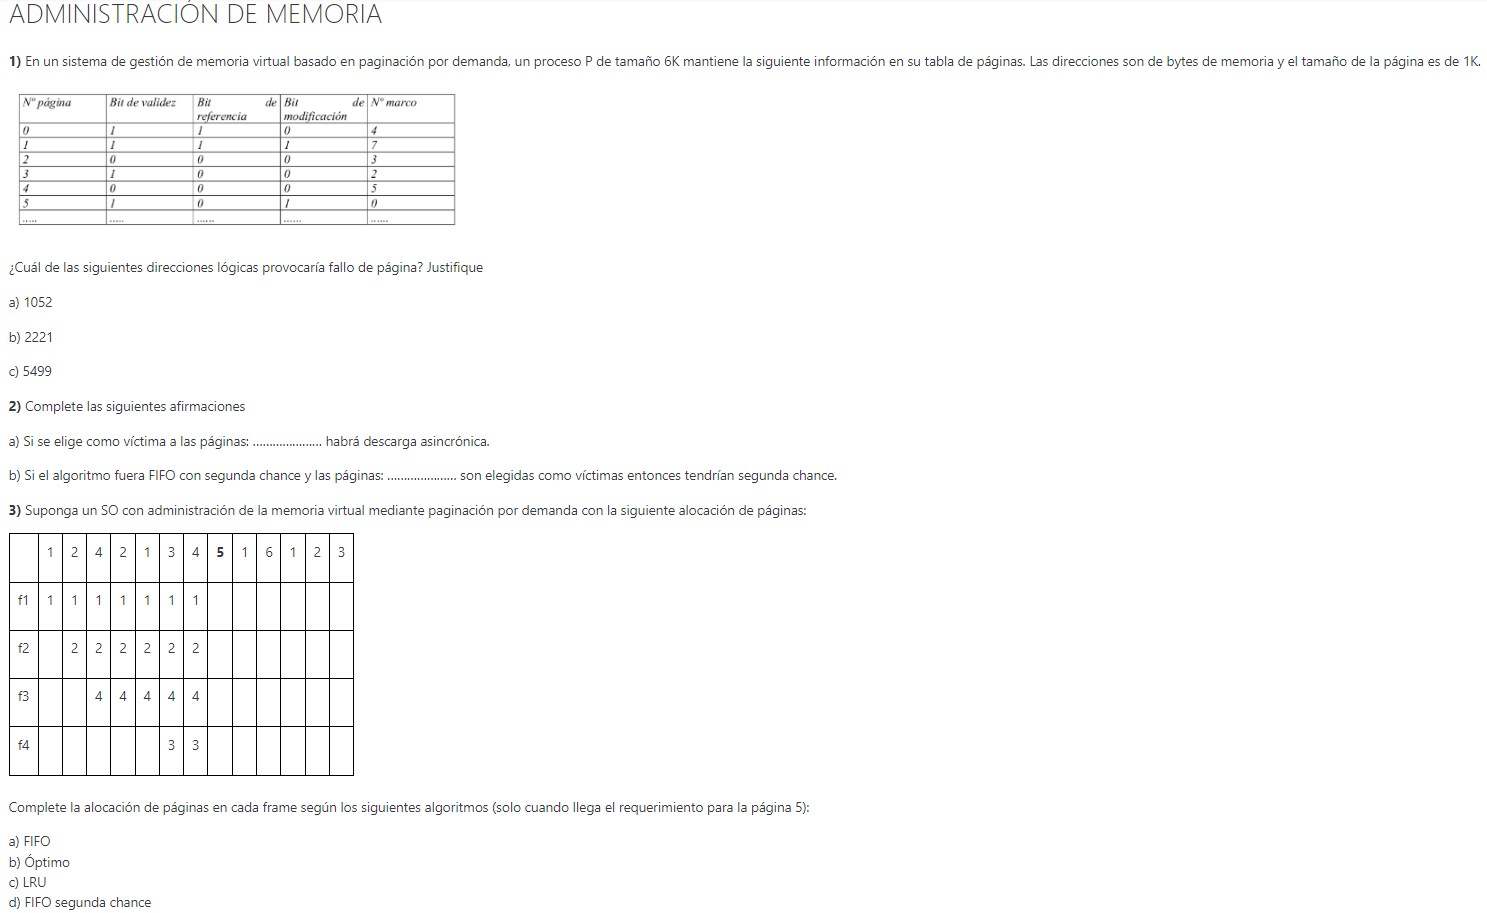 ADMINISTRACIÓN DE MEMORIA
1) En un sistema de gestión de memoria virtual basado en paginación por demanda, un proceso P de tamaño 6K mantiene la siguiente información en su tabla de páginas. Las direcciones son de bytes de memoria y el tamaño de la página es de 1K.
Nº página Bit de validez Bit de referencia Bit de modificación Nº marco
0 1 1 0 4
1 1 1 1 7
2 0 0 0 3
3 1 0 0 2
4 0 0 0 5
5 1 0 1 0
..... ..... ...... ...... ......
¿Cuál de las siguientes direcciones lógicas provocaría fallo de página? Justifique
a) 1052
b) 2221
c) 5499
2) Complete las siguientes afirmaciones
a) Si se elige como víctima a las páginas: ..................... habrá descarga asincrónica.
b) Si el algoritmo fuera FIFO con segunda chance y las páginas: ..................... son elegidas como víctimas entonces tendrían segunda chance.
3) Suponga un SO con administración de la memoria virtual mediante paginación por demanda con la siguiente alocación de páginas:
1 2 4 2 1 3 4 5 1 6 1 2 3
f1 1 1 1 1 1 1 1
f2 2 2 2 2 2 2
f3 4 4 4 4 4
f4 3 3
Complete la alocación de páginas en cada frame según los siguientes algoritmos (solo cuando llega el requerimiento para la página 5):
a) FIFO
b) Óptimo
c) LRU
d) FIFO segunda chance